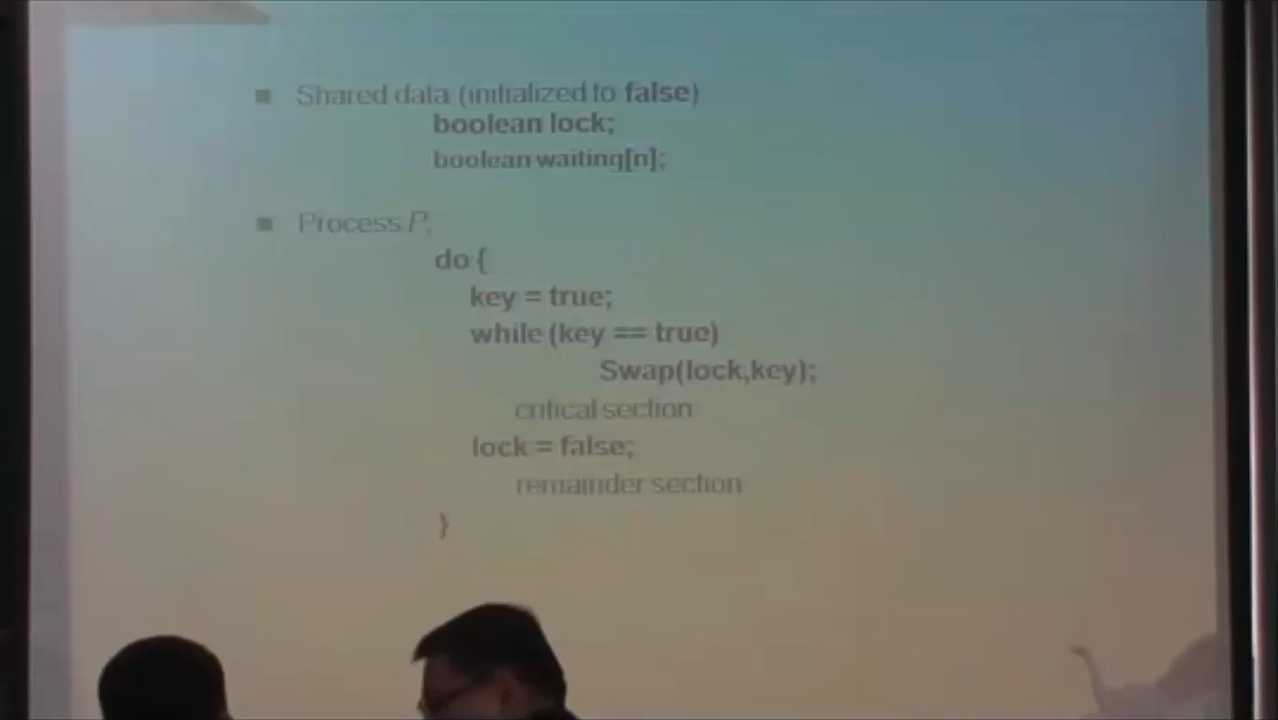 Shared data (initialized to false)
boolean lock;
boolean waiting[n];
Process Pi
do {
key = true;
while (key == true)
Swap(lock,key);
critical section
lock = false;
remainder section
}